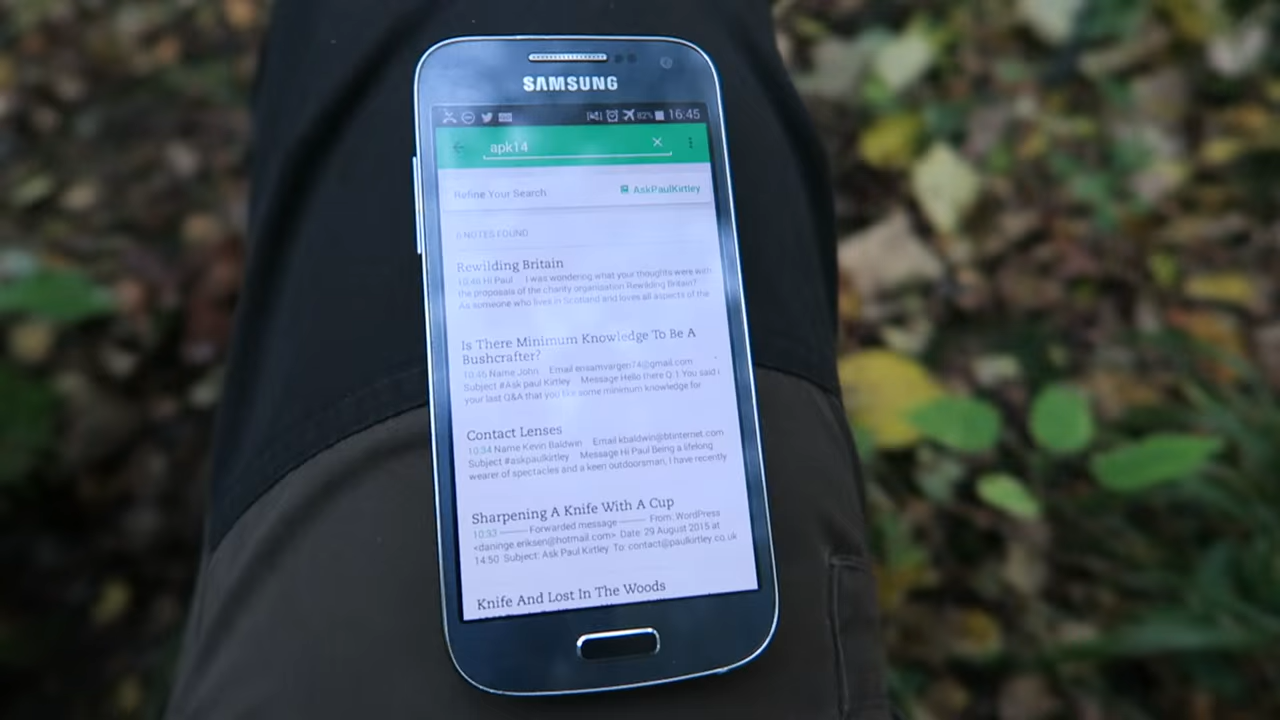 SAMSUNG
82% 16:45
apk14
Refine Your Search: AskPaulKirtley
6 NOTES FOUND
Rewilding Britain
10:48 Hi Paul I was wondering what your thoughts were with
the proposals of the charity organisation Rewilding Britain?
As someone who lives in Scotland and loves all aspects of the
Is There Minimum Knowledge To Be A
Bushcrafter?
10:46 Name John Email ensamvargen74@gmail.com
Subject #Ask paul Kirtley Message Hello there Q:1 You said i
your last Q&A that you like some minimum knowledge for
Contact Lenses
10:34 Name Kevin Baldwin Email kbaldwin@btinternet.com
Subject #askpaulkirtley Message Hi Paul Being a lifelong
wearer of spectacles and a keen outdoorsman, I have recently
Sharpening A Knife With A Cup
10:33 ---------- Forwarded message ---------- From: WordPress
<daninge.eriksen@hotmail.com> Date: 29 August 2015 at
14:50 Subject: Ask Paul Kirtley To: contact@paulkirtley.co.uk
Knife And Lost In The Woods